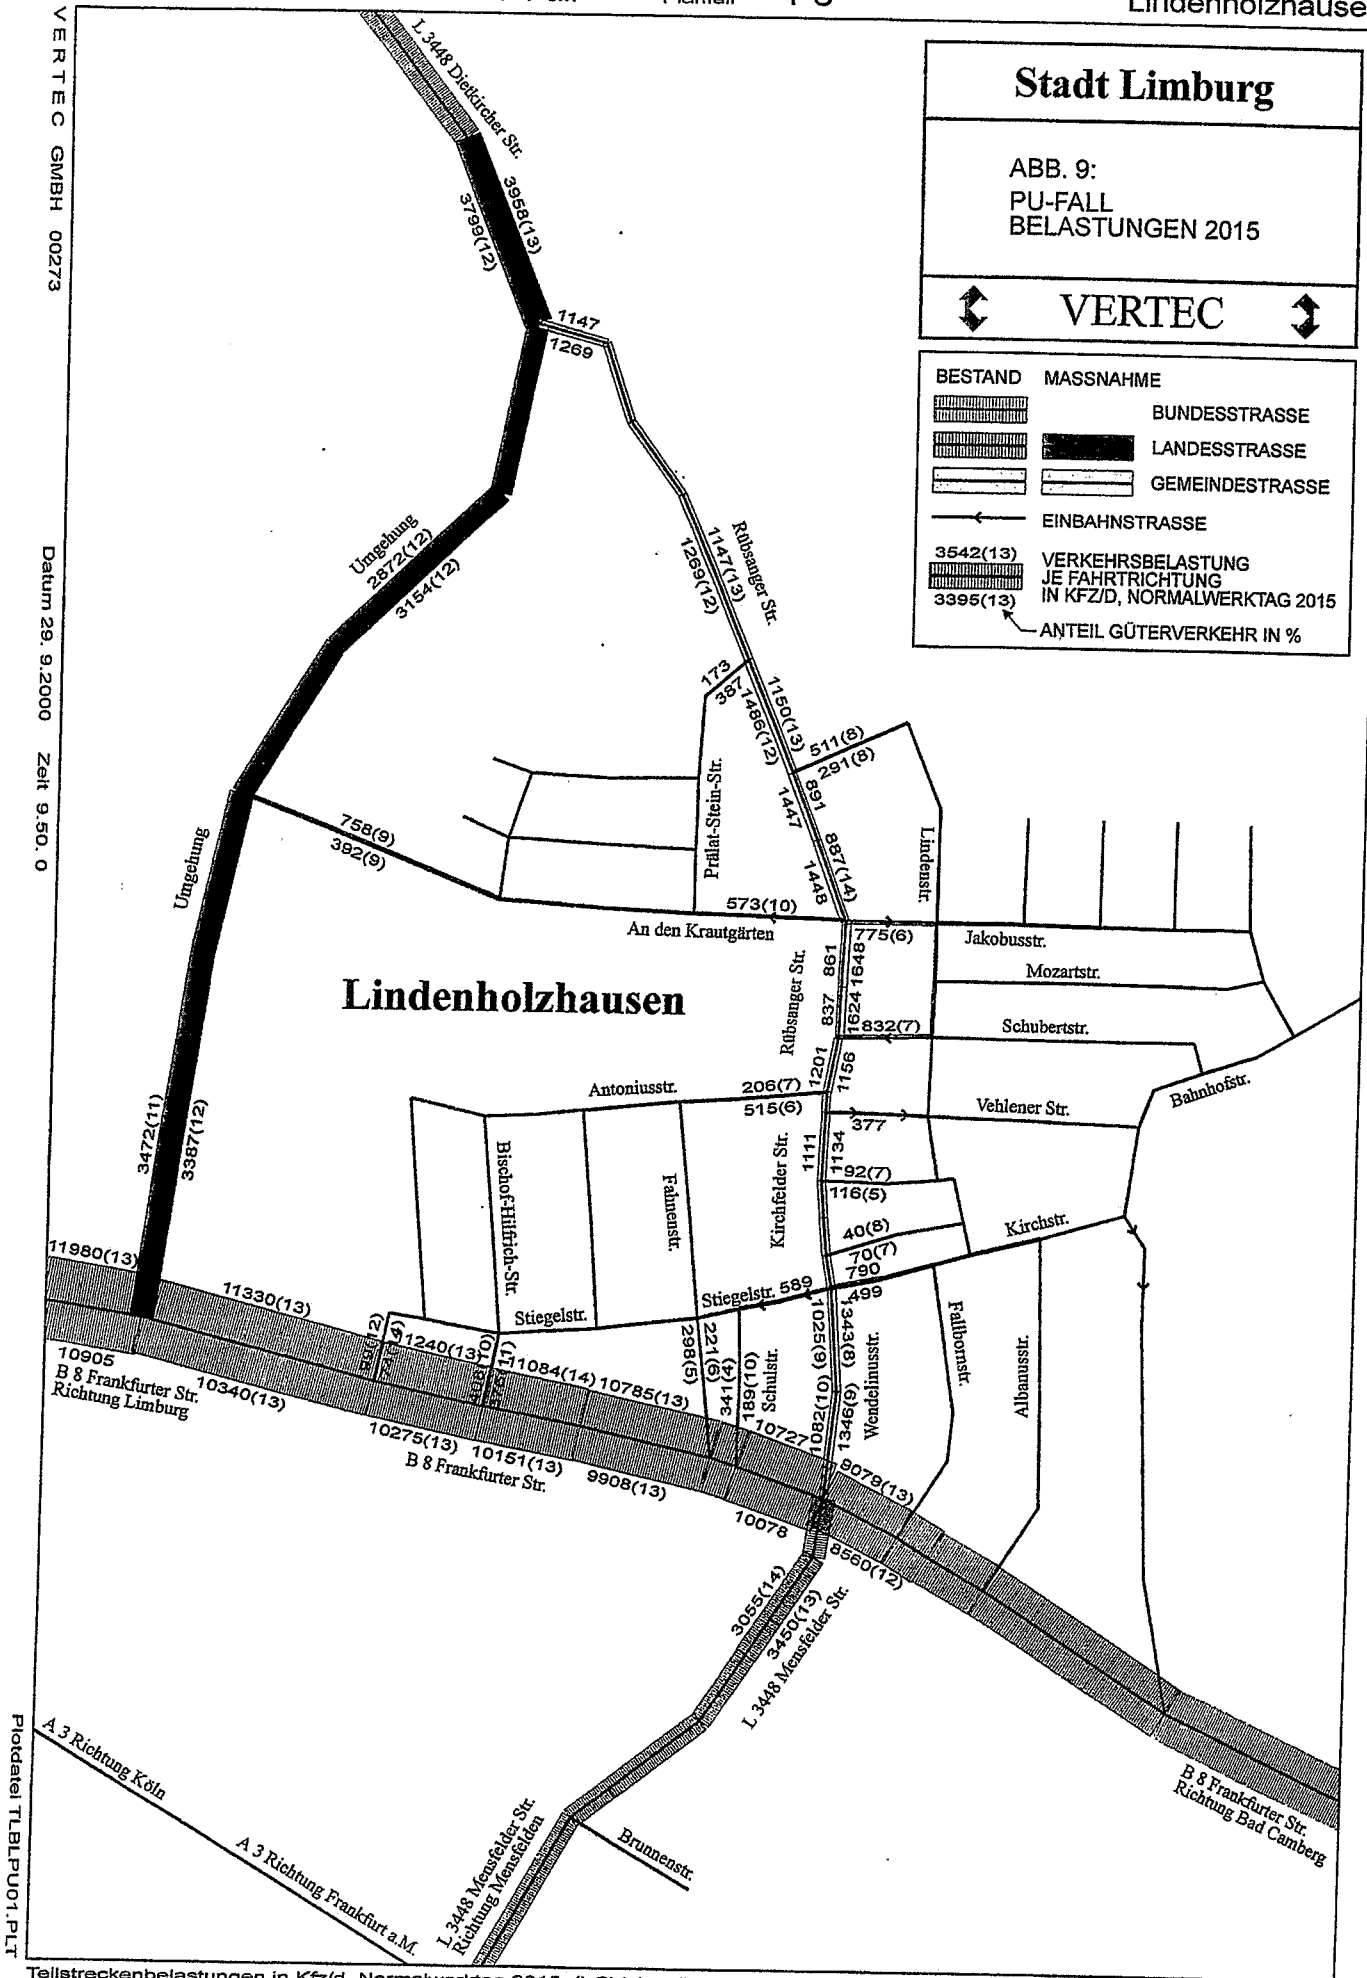 Lindenholzhause
Stadt Limburg
ABB. 9:
PU-FALL
BELASTUNGEN 2015
VERTEC
BESTAND MASSNAHME
BUNDESSTRASSE
LANDESSTRASSE
GEMEINDESTRASSE
EINBAHNSTRASSE
3542(13)
VERKEHRSBELASTUNG
JE FAHRTRICHTUNG
3395(13) IN KFZ/D, NORMALWERKTAG 2015
ANTEIL GÜTERVERKEHR IN %
VERTEC GMBH 00273
Datum 29. 9.2000 Zeit 9.50. 0
Plotdatei TLBLPU01.PLT
L 3448 Dietkircher Str.
3958(13)
3799(12)
1147
1269
Umgehung
2872(12)
3154(12)
Rübsanger Str.
1147(13)
1269(12)
173
387
1150(13)
1486(12)
511(8)
291(8)
891
1447
887(14)
1448
Prälat-Stein-Str.
Lindenstr.
758(9)
392(9)
Umgehung
573(10)
An den Krautgärten
775(6)
Jakobusstr.
Mozartstr.
Lindenholzhausen
Rübsanger Str.
861
1648
837
1624
832(7)
Schubertstr.
1201
1156
Antoniusstr.
206(7)
515(6)
377
Vehlener Str.
Bahnhofstr.
3472(11)
3387(12)
Bischof-Hilfrich-Str.
Fahnenstr.
Kirchfelder Str.
1111
1134
92(7)
116(5)
40(8)
70(7)
Kirchstr.
790
499
589
Stiegelstr.
Stiegelstr.
11980(13)
11330(13)
11240(13)
11084(14)
10785(13)
10727
9079(13)
298(5)
221(6)
341(4)
189(10)
Schulstr.
1025(9)
1343(8)
1082(10)
1346(9)
Wendelinusstr.
Fallbornstr.
Albanusstr.
10905
B 8 Frankfurter Str.
Richtung Limburg
10340(13)
10275(13)
10151(13)
B 8 Frankfurter Str.
9908(13)
10078
8560(12)
3055(14)
3450(13)
L 3448 Mensfelder Str.
B 8 Frankfurter Str.
Richtung Bad Camberg
A 3 Richtung Köln
A 3 Richtung Frankfurt a.M.
L 3448 Mensfelder Str.
Richtung Mensfelden
Brunnenstr.